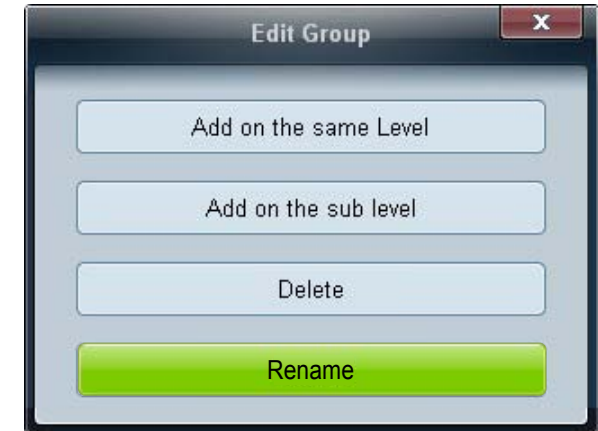 Edit Group
Add on the same Level
Add on the sub level
Delete
Rename